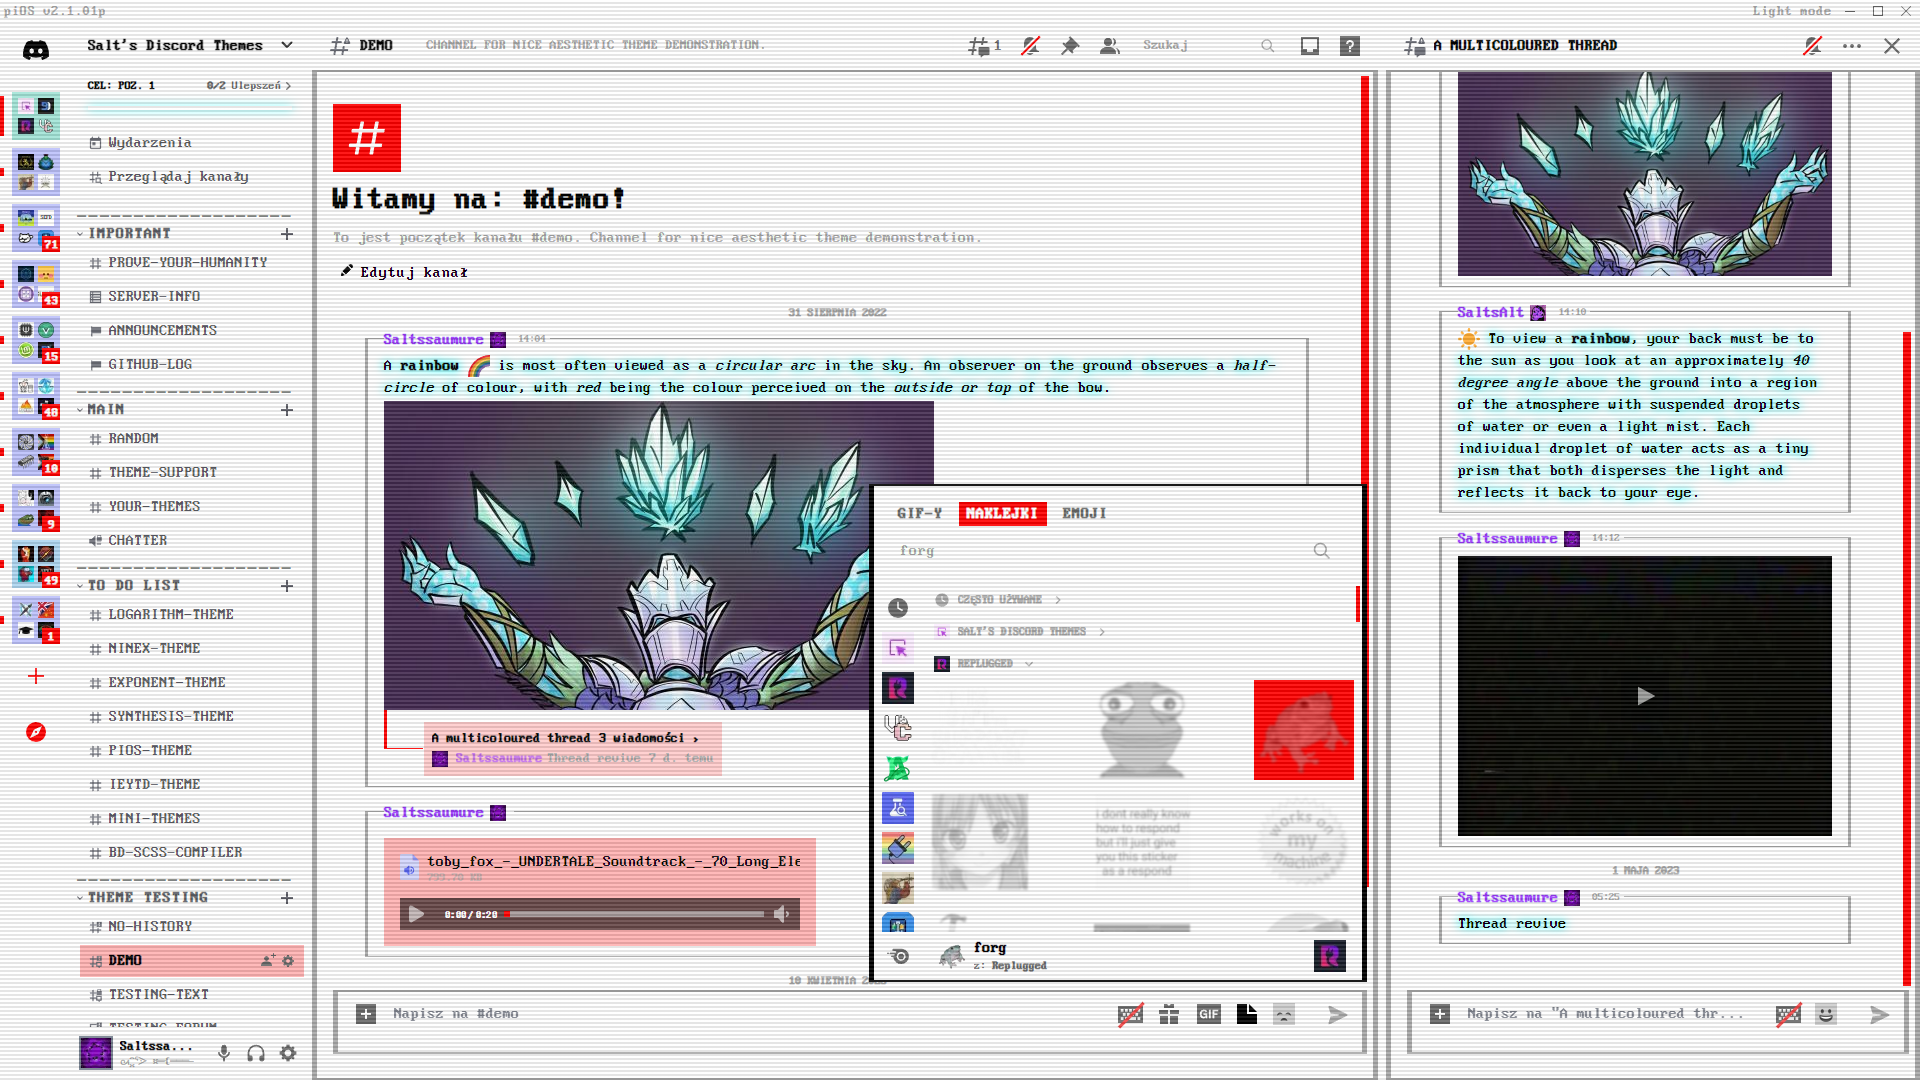 piOS v2.1.01p
Light mode
Salt's Discord Themes
DEMO
CHANNEL FOR NICE AESTHETIC THEME DEMONSTRATION.
1
Szukaj
A MULTICOLOURED THREAD
CEL: POZ. 1
0/2 Ulepszeń
Wydarzenia
Przeglądaj kanały
IMPORTANT
PROVE-YOUR-HUMANITY
SERVER-INFO
ANNOUNCEMENTS
GITHUB-LOG
MAIN
RANDOM
THEME-SUPPORT
YOUR-THEMES
CHATTER
TO DO LIST
LOGARITHM-THEME
NINEX-THEME
EXPONENT-THEME
SYNTHESIS-THEME
PIOS-THEME
IEYTD-THEME
MINI-THEMES
BD-SCSS-COMPILER
THEME TESTING
NO-HISTORY
DEMO
TESTING-TEXT
TESTING-FORUM
Saltssa...
71
43
15
40
10
9
49
1
Witamy na: #demo!
To jest początek kanału #demo. Channel for nice aesthetic theme demonstration.
Edytuj kanał
31 SIERPNIA 2022
Saltssaumure 14:04
A rainbow 🌈 is most often viewed as a circular arc in the sky. An observer on the ground observes a half-
circle of colour, with red being the colour perceived on the outside or top of the bow.
A multicoloured thread 3 wiadomości ›
Saltssaumure Thread revive 7 d. temu
Saltssaumure
toby_fox_-_UNDERTALE_Soundtrack_-_70_Long_Ele
799.70 KB
0:00/0:20
10 KWIETNIA
Napisz na #demo
GIF
GIF-Y
NAKLEJKI
EMOJI
forg
CZĘSTO UŻYWANE
SALT'S DISCORD THEMES
REPLUGGED
i dont really know
how to respond
but i'll just give
you this sticker
as a respond
works on
my
machine
forg
z: Replugged
SaltsAlt 14:10
☀️ To view a rainbow, your back must be to
the sun as you look at an approximately 40
degree angle above the ground into a region
of the atmosphere with suspended droplets
of water or even a light mist. Each
individual droplet of water acts as a tiny
prism that both disperses the light and
reflects it back to your eye.
Saltssaumure 14:12
1 MAJA 2023
Saltssaumure 05:25
Thread revive
Napisz na "A multicoloured thr...